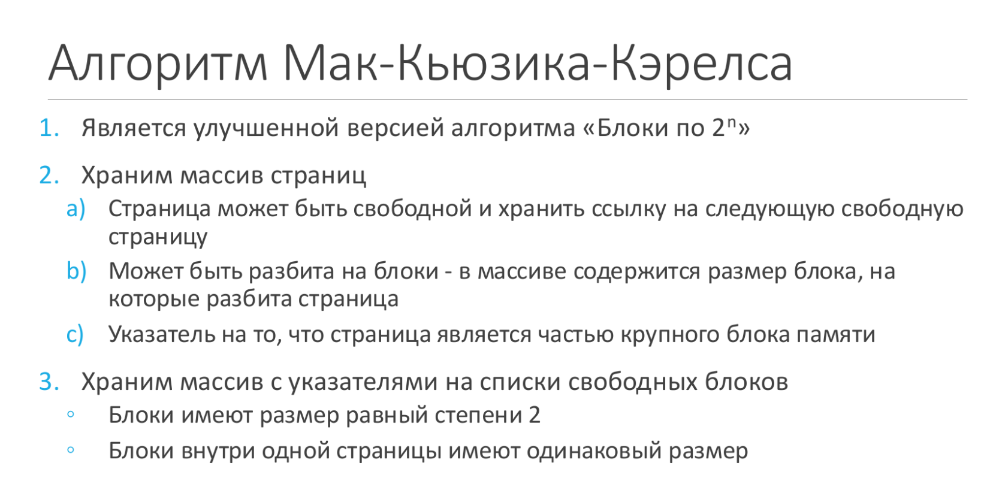 Алгоритм Мак-Кьюзика-Кэрелса
1. Является улучшенной версией алгоритма «Блоки по 2ⁿ»
2. Храним массив страниц
a) Страница может быть свободной и хранить ссылку на следующую свободную
страницу
b) Может быть разбита на блоки - в массиве содержится размер блока, на
которые разбита страница
c) Указатель на то, что страница является частью крупного блока памяти
3. Храним массив с указателями на списки свободных блоков
◦ Блоки имеют размер равный степени 2
◦ Блоки внутри одной страницы имеют одинаковый размер